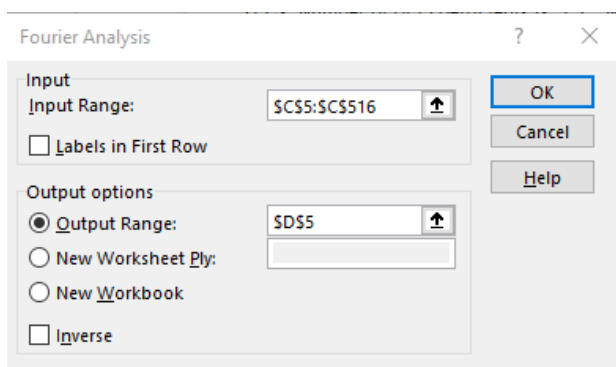 Fourier Analysis ? ×
Input
Input Range: $C$5:$C$516
Labels in First Row
OK
Cancel
Help
Output options
Output Range: $D$5
New Worksheet Ply:
New Workbook
Inverse